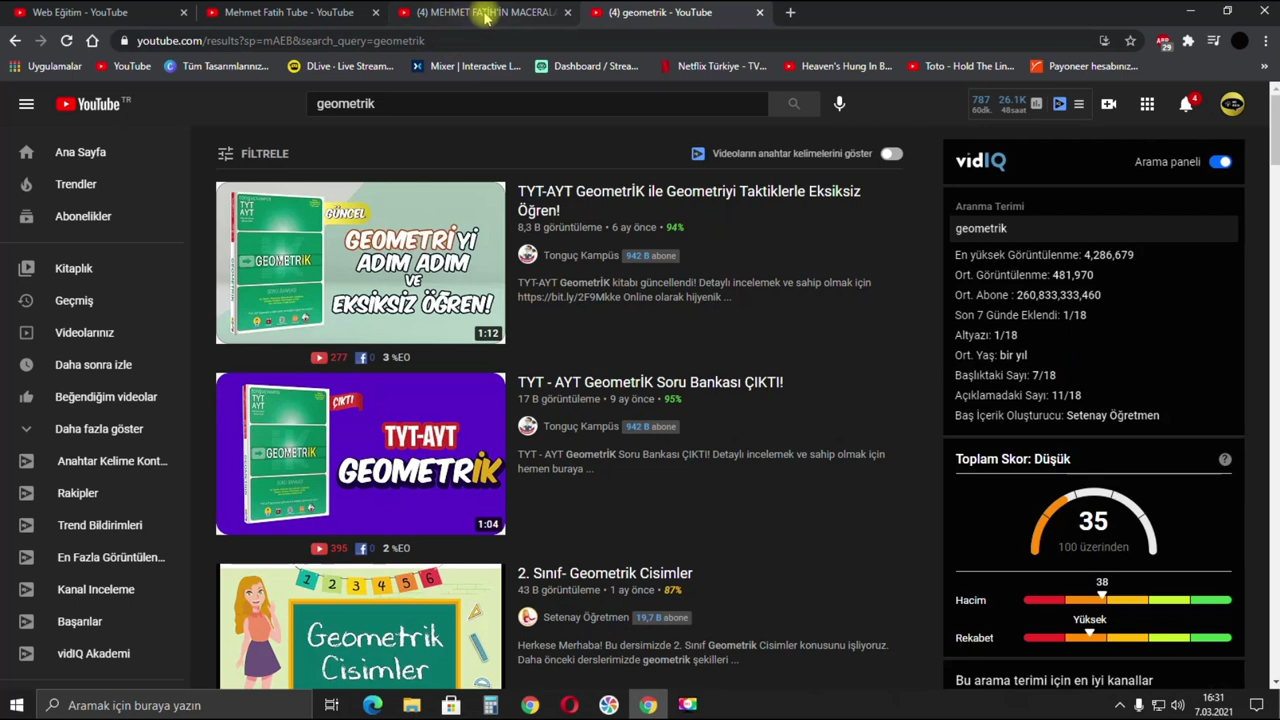 Web Eğitim - YouTube
Mehmet Fatih Tube - YouTube
(4) MEHMET FATİH'İN MACERALA
(4) geometrik - YouTube
youtube.com/results?sp=mAEB&search_query=geometrik
29
Uygulamalar
YouTube
Tüm Tasarımlarınız...
DLive - Live Stream...
Mixer | Interactive L...
Dashboard / Strea...
Netflix Türkiye - TV...
Heaven's Hung In B...
Toto - Hold The Lin...
Payoneer hesabınız...
YouTube TR
geometrik
787
60dk.
26.1K
48saat
4
Ana Sayfa
Trendler
Abonelikler
Kitaplık
Geçmiş
Videolarınız
Daha sonra izle
Beğendiğim videolar
Daha fazla göster
Anahtar Kelime Kont...
Rakipler
Trend Bildirimleri
En Fazla Görüntülen...
Kanal İnceleme
Başarılar
vidIQ Akademi
FİLTRELE
Videoların anahtar kelimelerini göster
TYT
AYT
GEOMETRİK
GÜNCEL
GEOMETRİ'Yİ
ADIM ADIM
VE
EKSİKSİZ ÖĞREN!
1:12
TYT-AYT GeometrİK ile Geometriyi Taktiklerle Eksiksiz
Öğren!
8,3 B görüntüleme • 6 ay önce • 94%
Tonguç Kampüs 942 B abone
TYT-AYT GeometrİK kitabı güncellendi! Detaylı incelemek ve sahip olmak için
https://bit.ly/2F9Mkke Online olarak hijyenik ...
277 0 3 %EO
TYT
AYT
GEOMETRİK
ÇIKTI!
TYT-AYT
GEOMETRİK
1:04
TYT - AYT GeometrİK Soru Bankası ÇIKTI!
17 B görüntüleme • 9 ay önce • 95%
Tonguç Kampüs 942 B abone
TYT - AYT GeometrİK Soru Bankası ÇIKTI! Detaylı incelemek ve sahip olmak için
hemen buraya ...
395 0 2 %EO
1 2 3 4 5 6
Geometrik
Cisimler
2. Sınıf- Geometrik Cisimler
43 B görüntüleme • 1 ay önce • 87%
Setenay Öğretmen 19,7 B abone
Herkese Merhaba! Bu dersimizde 2. Sınıf Geometrik Cisimler konusunu işliyoruz.
Daha önceki derslerimizde geometrik şekilleri ...
vidIQ
Arama paneli
Aranma Terimi
geometrik
En yüksek Görüntülenme: 4,286,679
Ort. Görüntülenme: 481,970
Ort. Abone : 260,833,333,460
Son 7 Günde Eklendi: 1/18
Altyazı: 1/18
Ort. Yaş: bir yıl
Başlıktaki Sayı: 7/18
Açıklamadaki Sayı: 11/18
Baş İçerik Oluşturucu: Setenay Öğretmen
Toplam Skor: Düşük
35
100 üzerinden
38
Hacim
Yüksek
Rekabet
Bu arama terimi için en iyi kanallar
Aramak için buraya yazın
16:31
7.03.2021